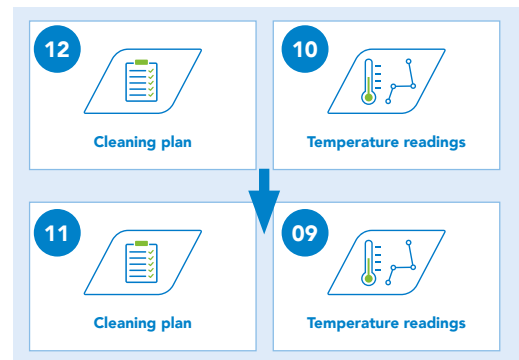 12
Cleaning plan
10
Temperature readings
11
Cleaning plan
09
Temperature readings